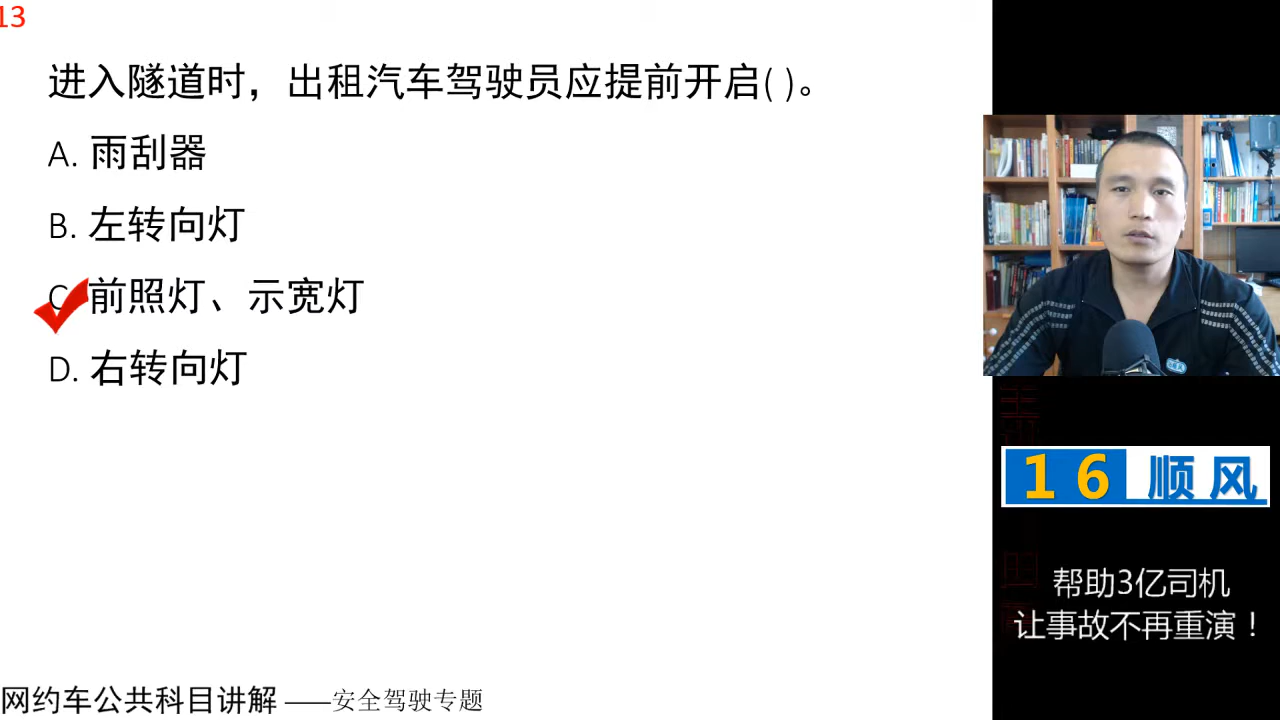 13
进入隧道时，出租汽车驾驶员应提前开启( )。
A. 雨刮器
B. 左转向灯
C. 前照灯、示宽灯
D. 右转向灯
16 顺风
帮助3亿司机
让事故不再重演！
网约车公共科目讲解 ——安全驾驶专题